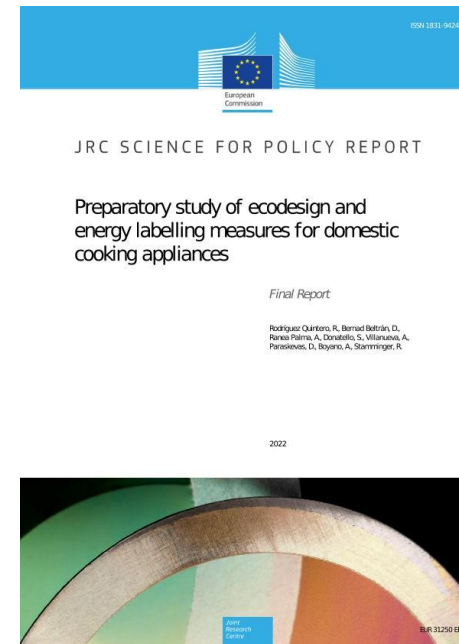 ISSN 1831-9424
European
Commission
JRC SCIENCE FOR POLICY REPORT
Preparatory study of ecodesign and
energy labelling measures for domestic
cooking appliances
Final Report
Rodríguez Quintero, R., Bernad Beltrán, D.,
Ranea Palma, A., Donatello, S., Villanueva, A.,
Paraskevas, D., Boyano, A., Stamminger, R.
2022
Joint
Research
Centre
EUR 31250